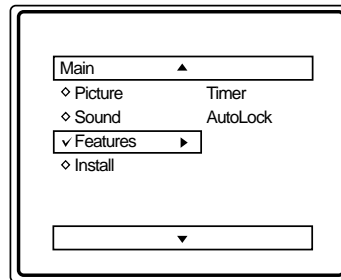 Main
Picture Timer
Sound AutoLock
Features
Install